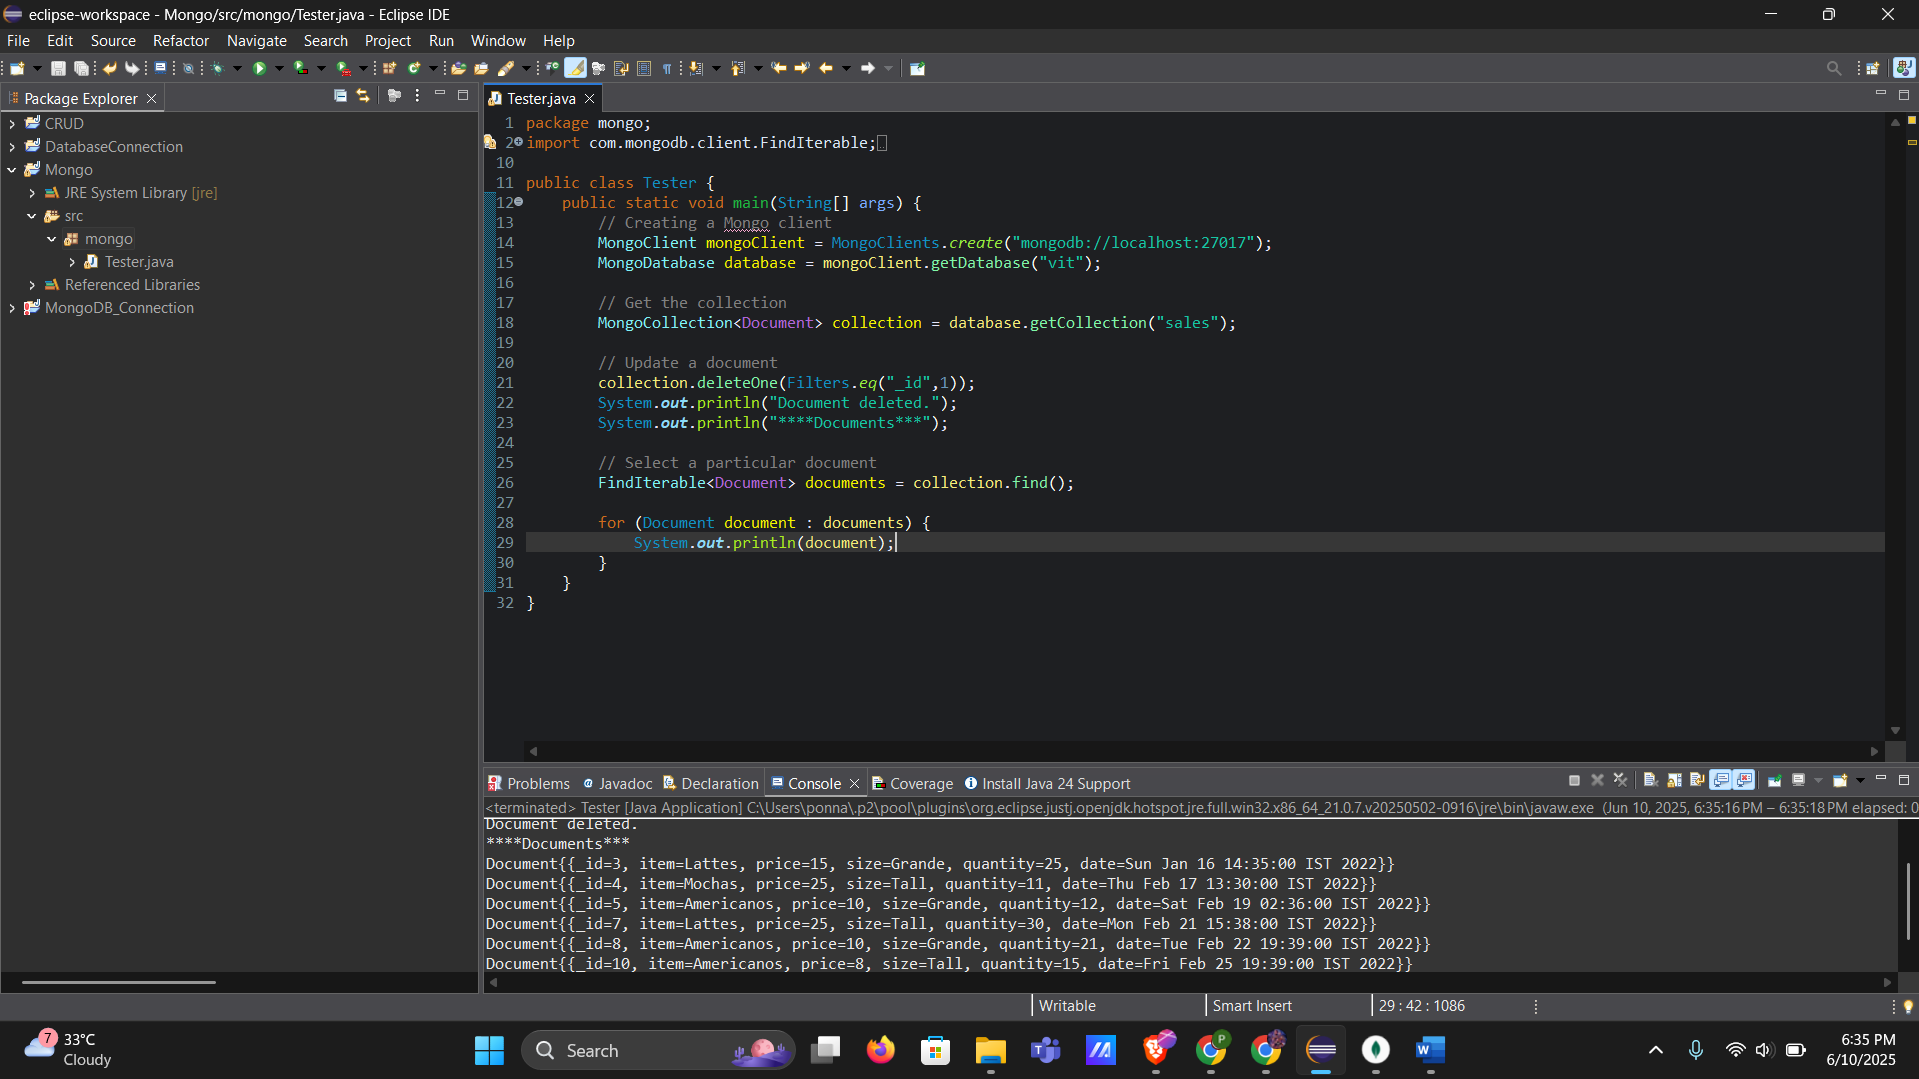 eclipse-workspace - Mongo/src/mongo/Tester.java - Eclipse IDE
File Edit Source Refactor Navigate Search Project Run Window Help
Package Explorer
CRUD
DatabaseConnection
Mongo
JRE System Library [jre]
src
mongo
Tester.java
Referenced Libraries
MongoDB_Connection
Tester.java
1 package mongo;
2 import com.mongodb.client.FindIterable;
10
11 public class Tester {
12     public static void main(String[] args) {
13         // Creating a Mongo client
14         MongoClient mongoClient = MongoClients.create("mongodb://localhost:27017");
15         MongoDatabase database = mongoClient.getDatabase("vit");
16
17         // Get the collection
18         MongoCollection<Document> collection = database.getCollection("sales");
19
20         // Update a document
21         collection.deleteOne(Filters.eq("_id",1));
22         System.out.println("Document deleted.");
23         System.out.println("****Documents***");
24
25         // Select a particular document
26         FindIterable<Document> documents = collection.find();
27
28         for (Document document : documents) {
29             System.out.println(document);
30         }
31     }
32 }
Problems Javadoc Declaration Console Coverage Install Java 24 Support
<terminated> Tester [Java Application] C:\Users\ponna\.p2\pool\plugins\org.eclipse.justj.openjdk.hotspot.jre.full.win32.x86_64_21.0.7.v20250502-0916\jre\bin\javaw.exe (Jun 10, 2025, 6:35:16 PM – 6:35:18 PM elapsed: 0
Document deleted.
****Documents***
Document{{_id=3, item=Lattes, price=15, size=Grande, quantity=25, date=Sun Jan 16 14:35:00 IST 2022}}
Document{{_id=4, item=Mochas, price=25, size=Tall, quantity=11, date=Thu Feb 17 13:30:00 IST 2022}}
Document{{_id=5, item=Americanos, price=10, size=Grande, quantity=12, date=Sat Feb 19 02:36:00 IST 2022}}
Document{{_id=7, item=Lattes, price=25, size=Tall, quantity=30, date=Mon Feb 21 15:38:00 IST 2022}}
Document{{_id=8, item=Americanos, price=10, size=Grande, quantity=21, date=Tue Feb 22 19:39:00 IST 2022}}
Document{{_id=10, item=Americanos, price=8, size=Tall, quantity=15, date=Fri Feb 25 19:39:00 IST 2022}}
Writable Smart Insert 29 : 42 : 1086
7 33°C
Cloudy
Search
P
6:35 PM
6/10/2025